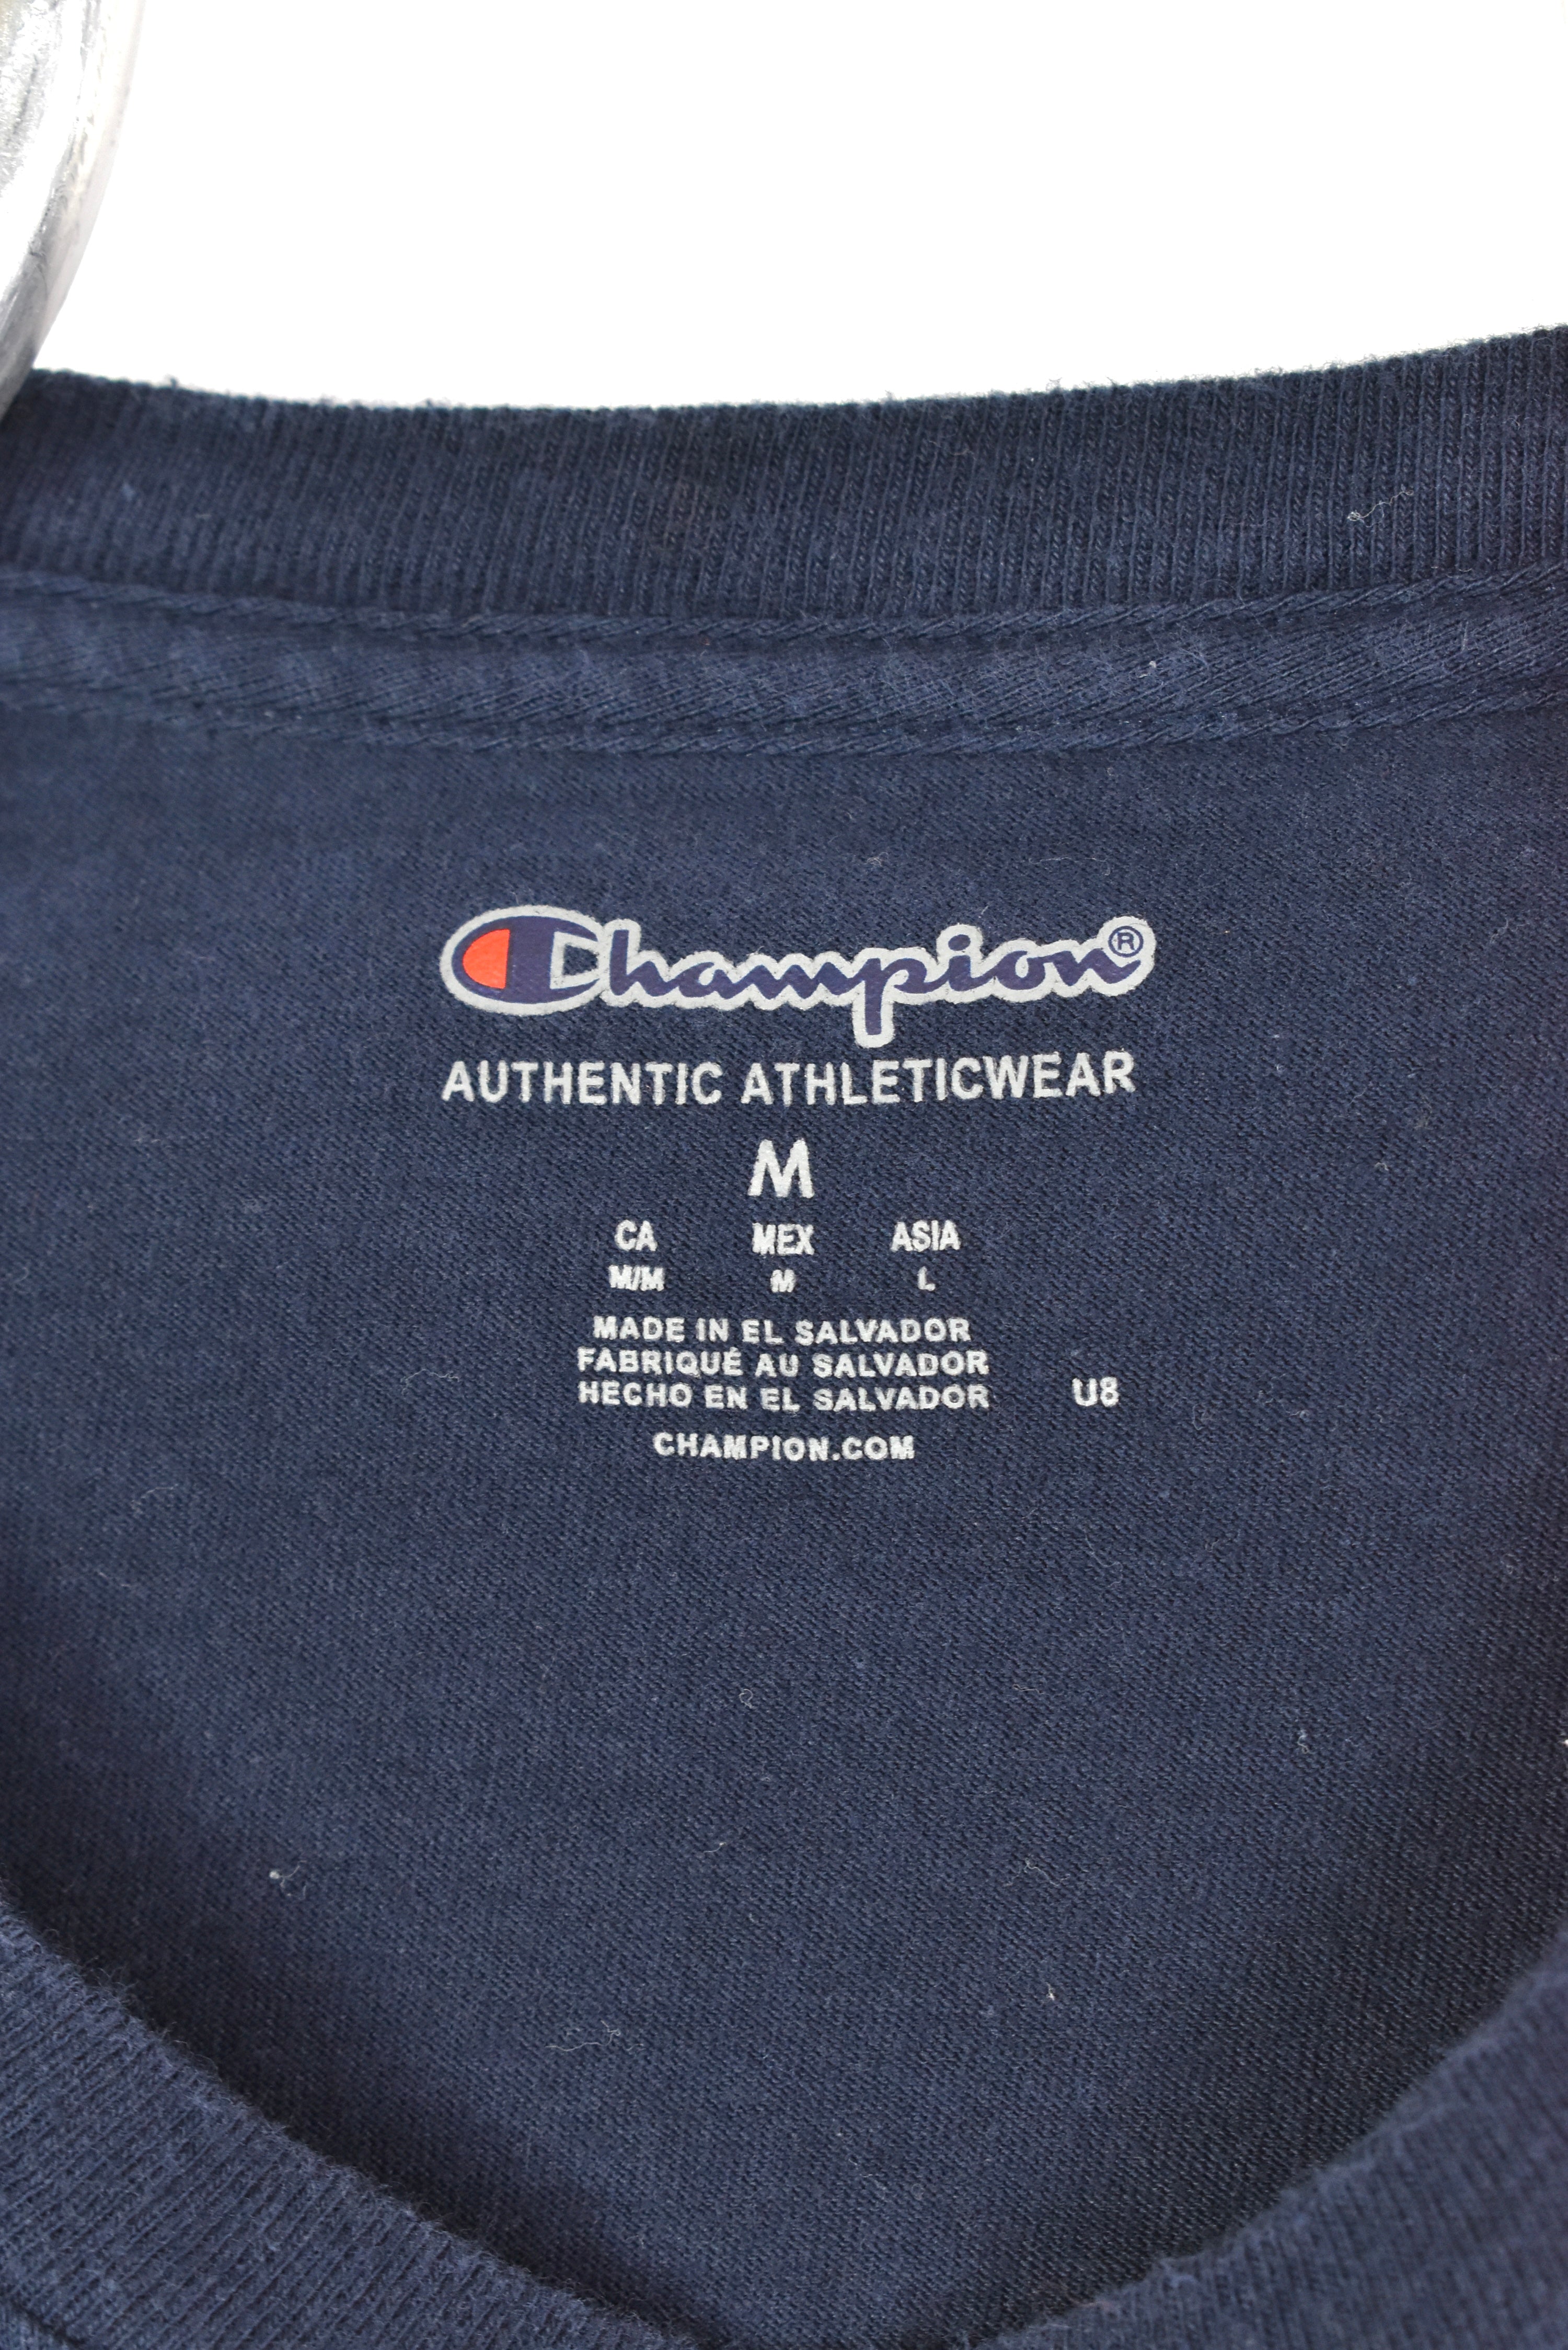 Champion®
AUTHENTIC ATHLETICWEAR
M
CA MEX ASIA
M/M M L
MADE IN EL SALVADOR
FABRIQUÉ AU SALVADOR
HECHO EN EL SALVADOR U8
CHAMPION.COM